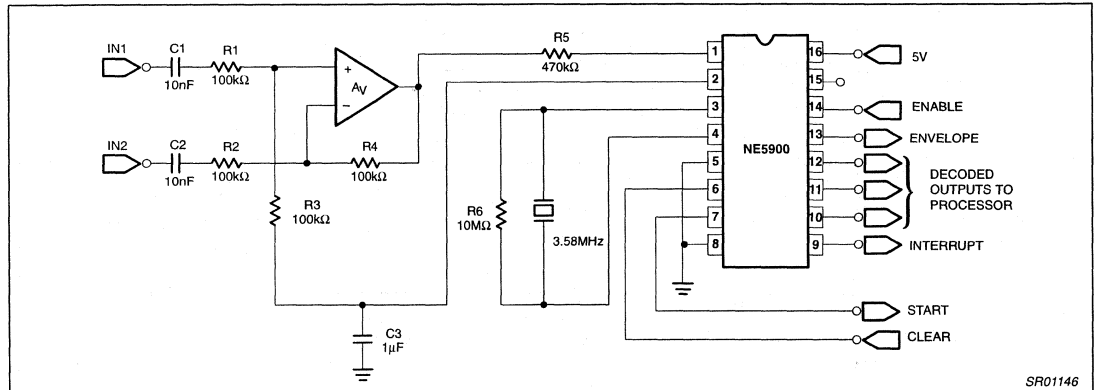 IN1
C1
10nF
R1
100kΩ
+
AV
−
R5
470kΩ
IN2
C2
10nF
R2
100kΩ
R4
100kΩ
R3
100kΩ
C3
1µF
R6
10MΩ
3.58MHz
NE5900
1
2
3
4
5
6
7
8
16
15
14
13
12
11
10
9
5V
ENABLE
ENVELOPE
DECODED
OUTPUTS TO
PROCESSOR
INTERRUPT
START
CLEAR
SR01146